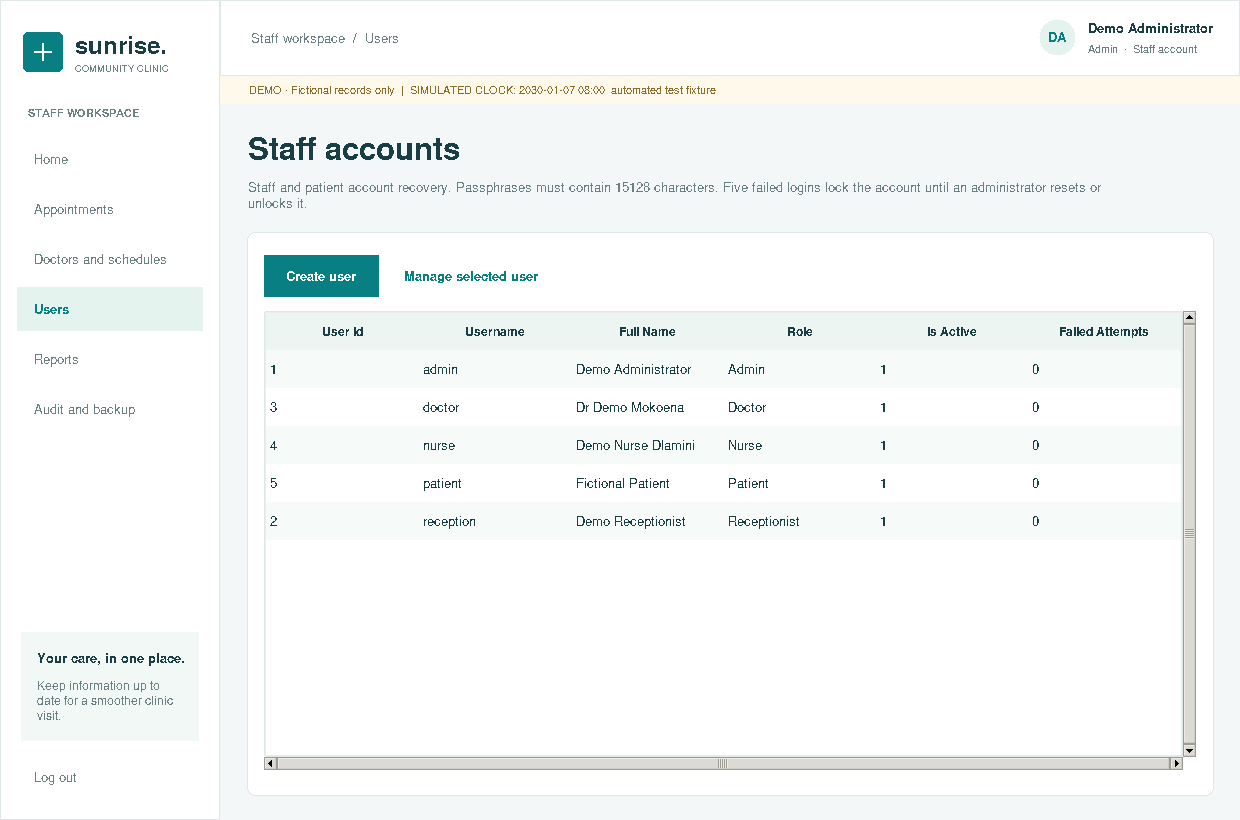 sunrise.
COMMUNITY CLINIC
STAFF WORKSPACE
Home
Appointments
Doctors and schedules
Users
Reports
Audit and backup
Your care, in one place.
Keep information up to
date for a smoother clinic
visit.
Log out
Staff workspace / Users
DA
Demo Administrator
Admin · Staff account
DEMO · Fictional records only | SIMULATED CLOCK: 2030-01-07 08:00 automated test fixture
Staff accounts
Staff and patient account recovery. Passphrases must contain 15128 characters. Five failed logins lock the account until an administrator resets or
unlocks it.
Create user
Manage selected user
User Id Username Full Name Role Is Active Failed Attempts
1 admin Demo Administrator Admin 1 0
3 doctor Dr Demo Mokoena Doctor 1 0
4 nurse Demo Nurse Dlamini Nurse 1 0
5 patient Fictional Patient Patient 1 0
2 reception Demo Receptionist Receptionist 1 0